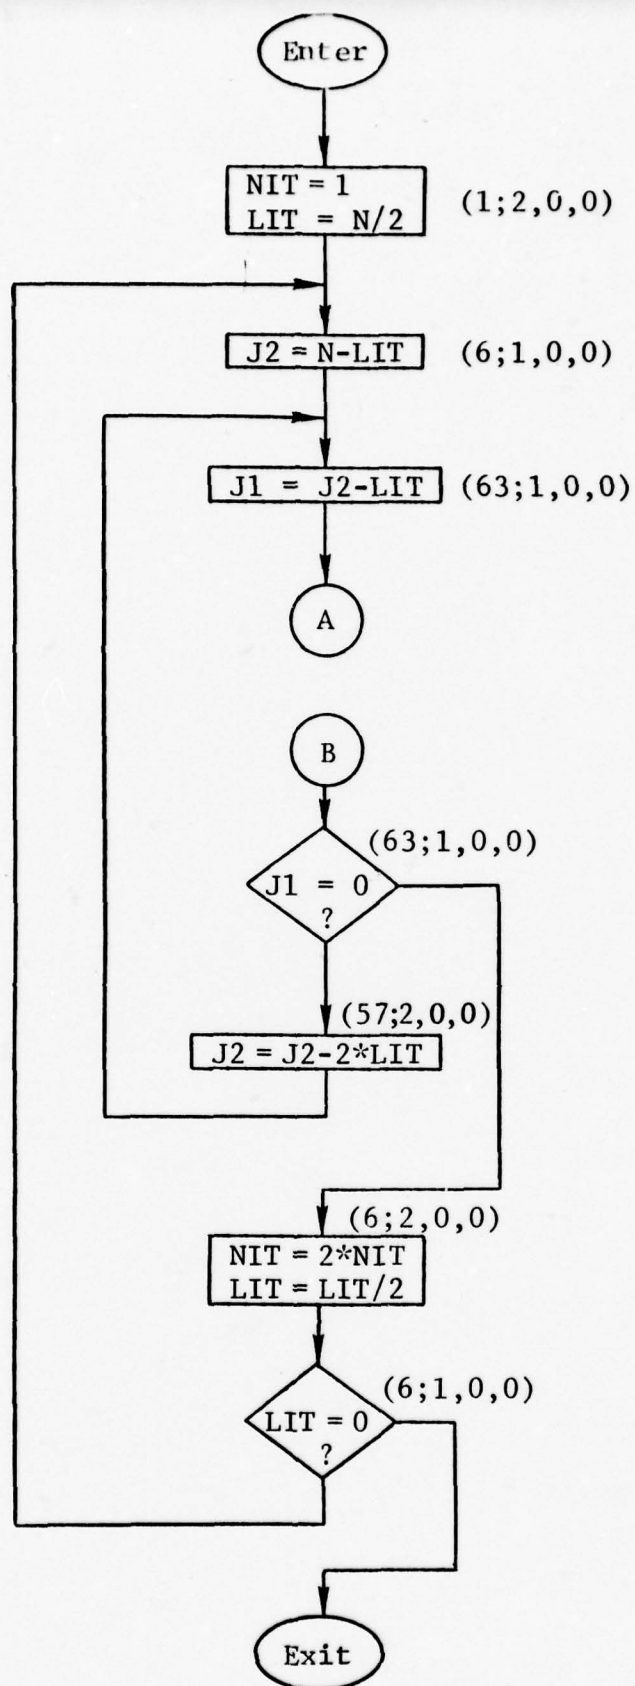 Enter
NIT = 1
LIT = N/2
(1;2,0,0)
J2 = N-LIT
(6;1,0,0)
J1 = J2-LIT
(63;1,0,0)
A
B
(63;1,0,0)
J1 = 0
?
(57;2,0,0)
J2 = J2-2*LIT
(6;2,0,0)
NIT = 2*NIT
LIT = LIT/2
(6;1,0,0)
LIT = 0
?
Exit